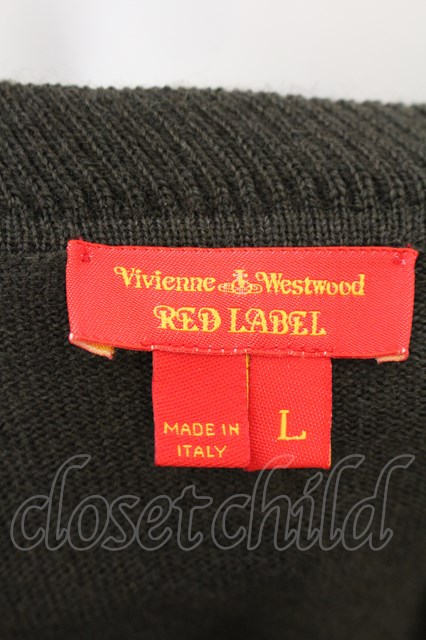 Vivienne Westwood
RED LABEL
MADE IN
ITALY
L
closetchild